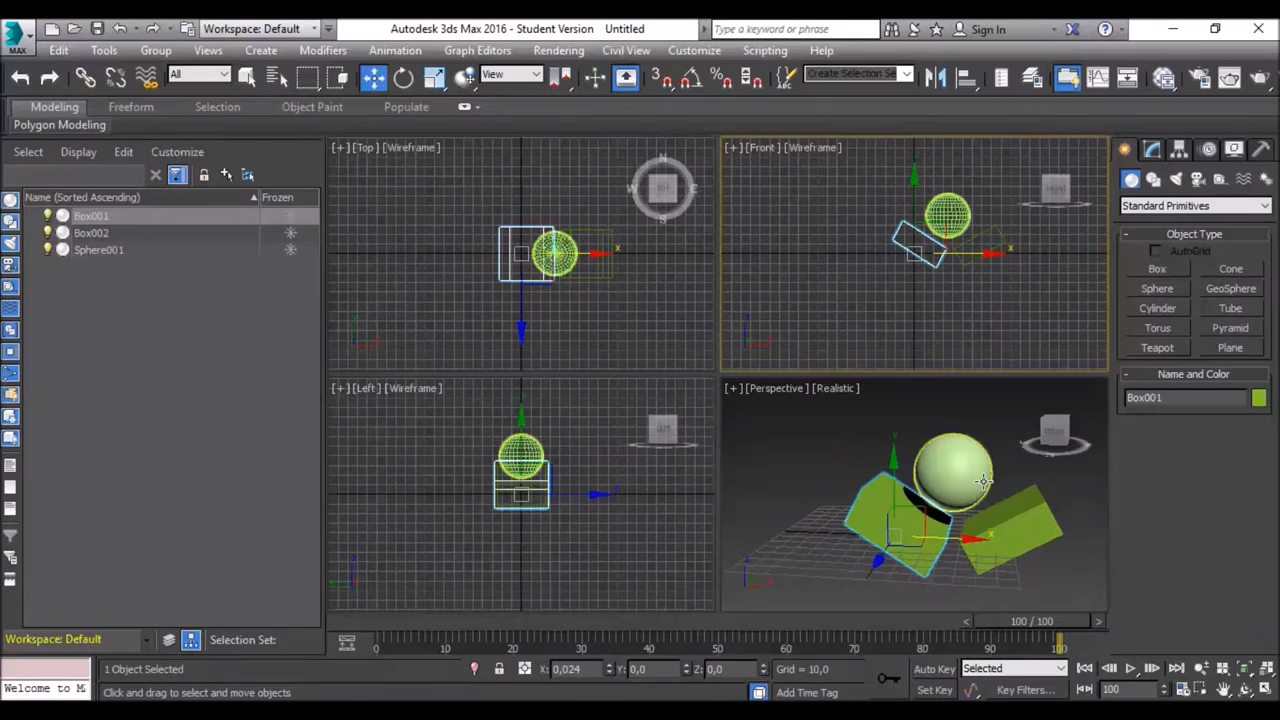 Workspace: Default
Autodesk 3ds Max 2016 - Student Version Untitled
Type a keyword or phrase
Sign In
MAX
Edit Tools Group Views Create Modifiers Animation Graph Editors Rendering Civil View Customize Scripting Help
All
View
Create Selection Se
Modeling Freeform Selection Object Paint Populate
Polygon Modeling
Select Display Edit Customize
Name (Sorted Ascending) Frozen
Box001
Box002
Sphere001
[+] [Top] [Wireframe]
[+] [Front] [Wireframe]
[+] [Left] [Wireframe]
[+] [Perspective] [Realistic]
Standard Primitives
Object Type
AutoGrid
Box Cone
Sphere GeoSphere
Cylinder Tube
Torus Pyramid
Teapot Plane
Name and Color
Box001
100 / 100
Workspace: Default
Selection Set:
0 10 20 30 40 50 60 70 80 90 100
1 Object Selected
X: 0,024 Y: 0,0 Z: 0,0
Grid = 10,0
Auto Key Selected
Welcome to M
Click and drag to select and move objects
Add Time Tag
Set Key Key Filters...
100